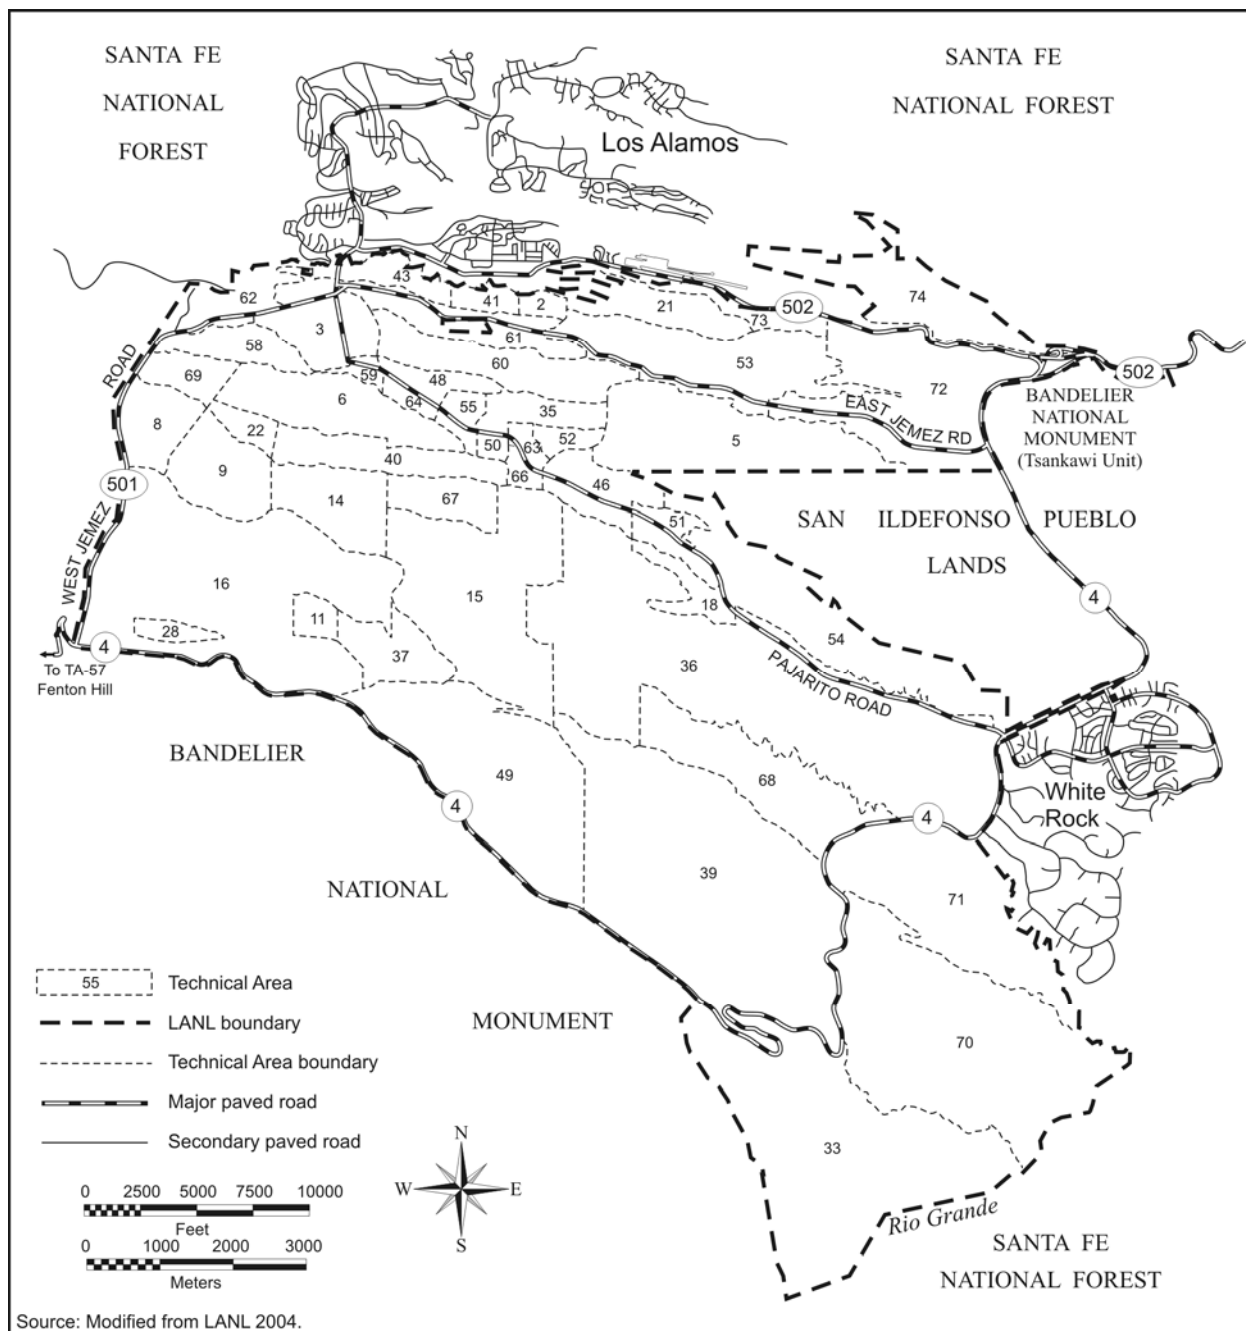 SANTA FE
NATIONAL
FOREST
SANTA FE
NATIONAL FOREST
Los Alamos
43
62
41
2
21
74
73
502
3
61
58
60
53
502
69
59
48
72
BANDELIER
NATIONAL
MONUMENT
(Tsankawi Unit)
ROAD
6
64
55
35
EAST JEMEZ RD
8
22
50
63
52
5
9
40
66
46
501
14
67
51
SAN ILDEFONSO PUEBLO
LANDS
WEST JEMEZ
16
15
18
4
11
28
54
4
37
36
To TA-57
Fenton Hill
PAJARITO ROAD
BANDELIER
49
68
White
Rock
4
4
39
NATIONAL
71
55 Technical Area
LANL boundary
MONUMENT
70
Technical Area boundary
Major paved road
Secondary paved road
33
N
W E
S
0 2500 5000 7500 10000
Feet
0 1000 2000 3000
Meters
Rio Grande
SANTA FE
NATIONAL FOREST
Source: Modified from LANL 2004.